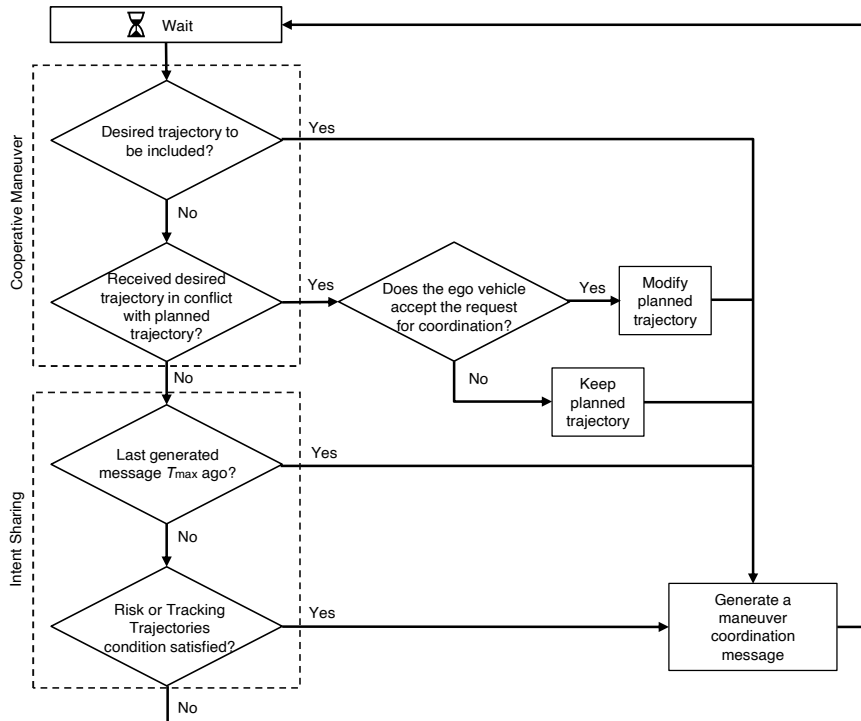 Wait
Cooperative Maneuver
Desired trajectory to
be included?
Yes
No
Received desired
trajectory in conflict
with planned
trajectory?
Yes
Does the ego vehicle
accept the request
for coordination?
Yes
Modify
planned
trajectory
No
Keep
planned
trajectory
No
Intent Sharing
Last generated
message Tmax ago?
Yes
No
Risk or Tracking
Trajectories
condition satisfied?
Yes
Generate a
maneuver
coordination
message
No